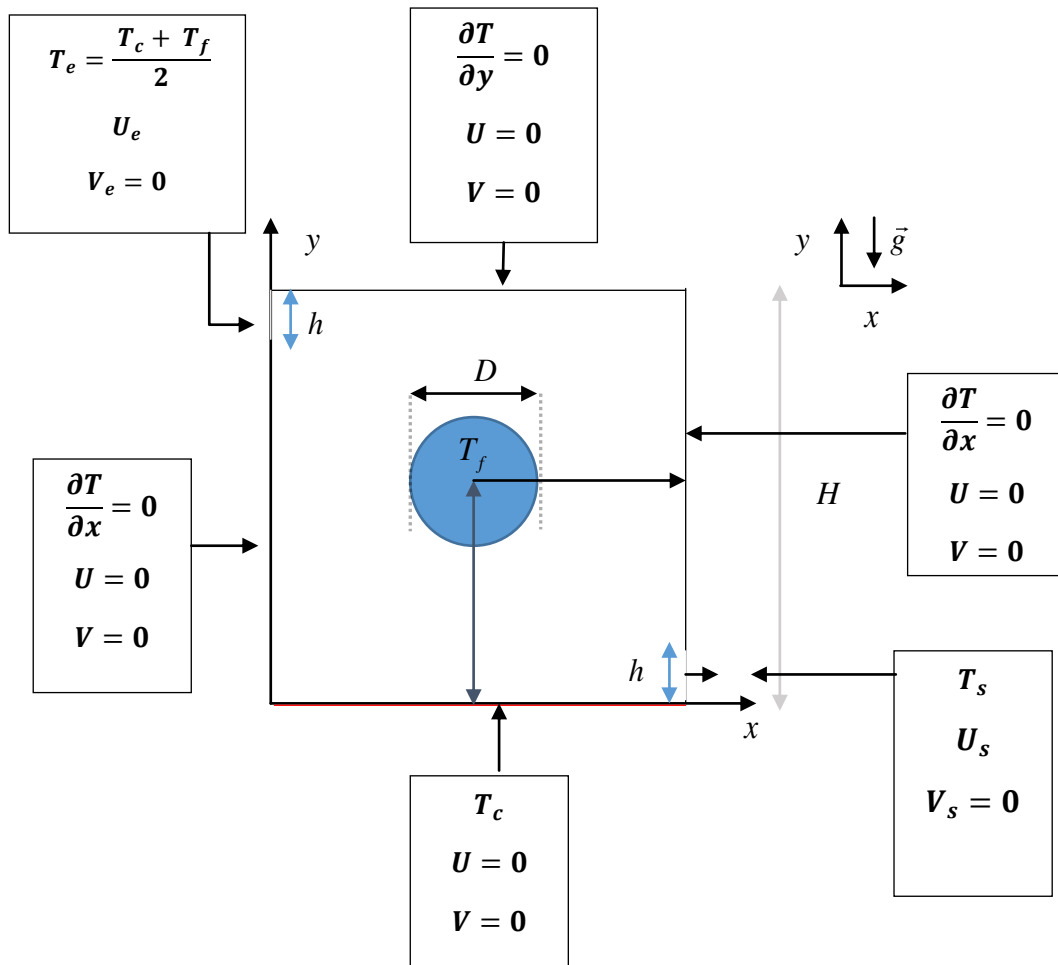 T_e = (T_c + T_f)/2
U_e
V_e = 0
∂T/∂y = 0
U = 0
V = 0
y
y
g⃗
x
h
D
T_f
H
∂T/∂x = 0
U = 0
V = 0
∂T/∂x = 0
U = 0
V = 0
h
x
T_s
U_s
V_s = 0
T_c
U = 0
V = 0